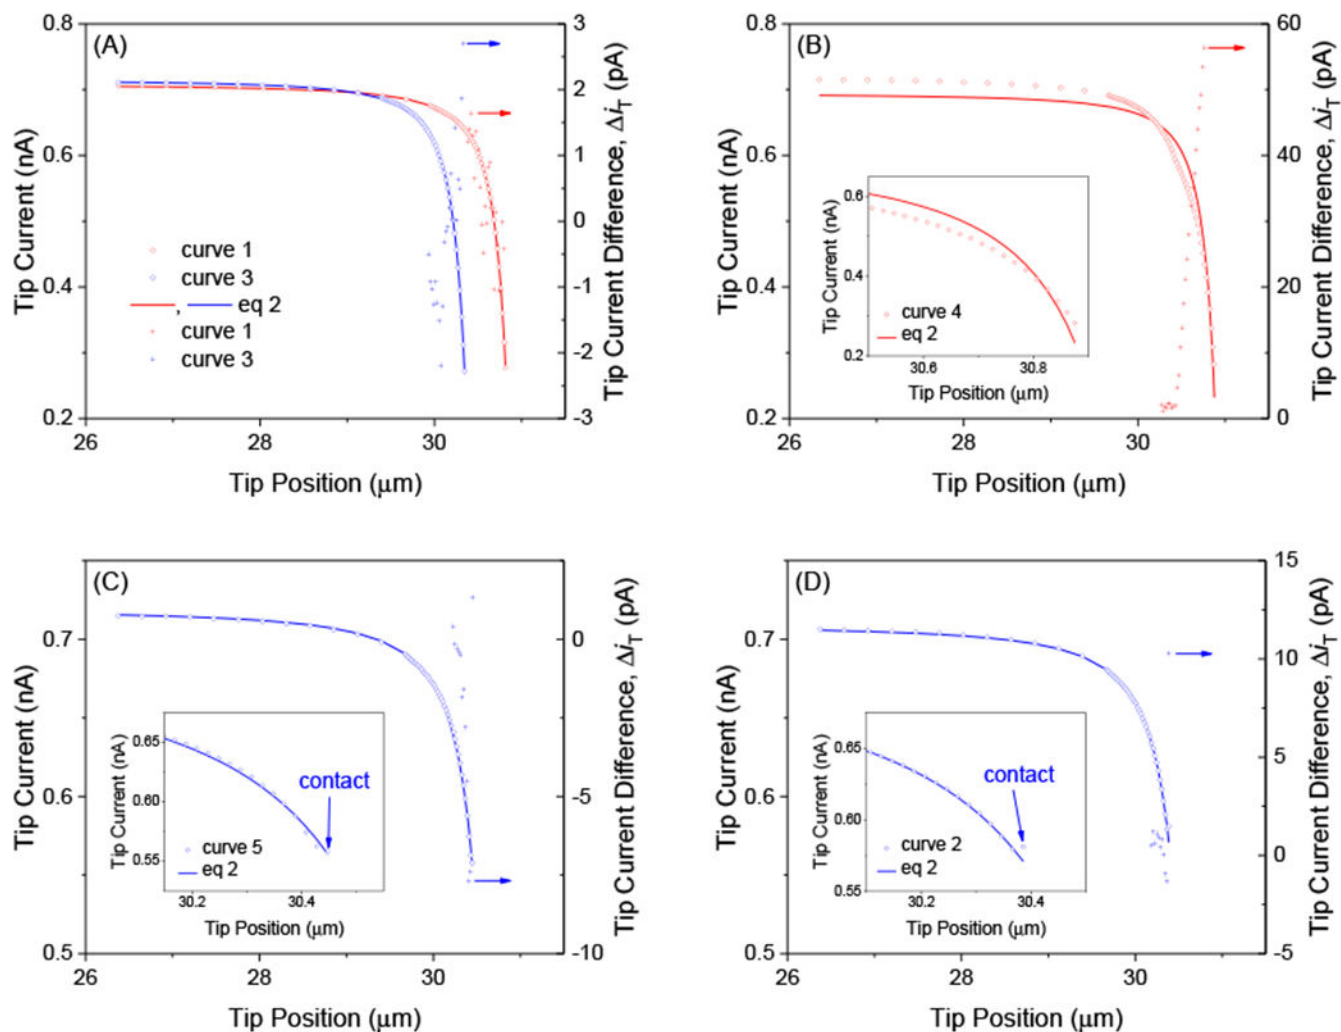 (A)
0.8
0.6
0.4
0.2
Tip Current (nA)
26
28
30
Tip Position (μm)
3
2
1
0
-1
-2
-3
Tip Current Difference, ΔiT (pA)
curve 1
curve 3
, eq 2
curve 1
curve 3
(B)
0.8
0.6
0.4
0.2
Tip Current (nA)
26
28
30
Tip Position (μm)
60
40
20
0
Tip Current Difference, ΔiT (pA)
0.6
0.4
0.2
Tip Current (nA)
curve 4
eq 2
30.6
30.8
Tip Position (μm)
(C)
0.7
0.6
0.5
Tip Current (nA)
26
28
30
Tip Position (μm)
0
-5
-10
Tip Current Difference, ΔiT (pA)
0.65
0.60
0.55
Tip Current (nA)
contact
curve 5
eq 2
30.2
30.4
Tip Position (μm)
(D)
0.7
0.6
0.5
Tip Current (nA)
26
28
30
Tip Position (μm)
15
10
5
0
-5
Tip Current Difference, ΔiT (pA)
0.65
0.60
0.55
Tip Current (nA)
contact
curve 2
eq 2
30.2
30.4
Tip Position (μm)